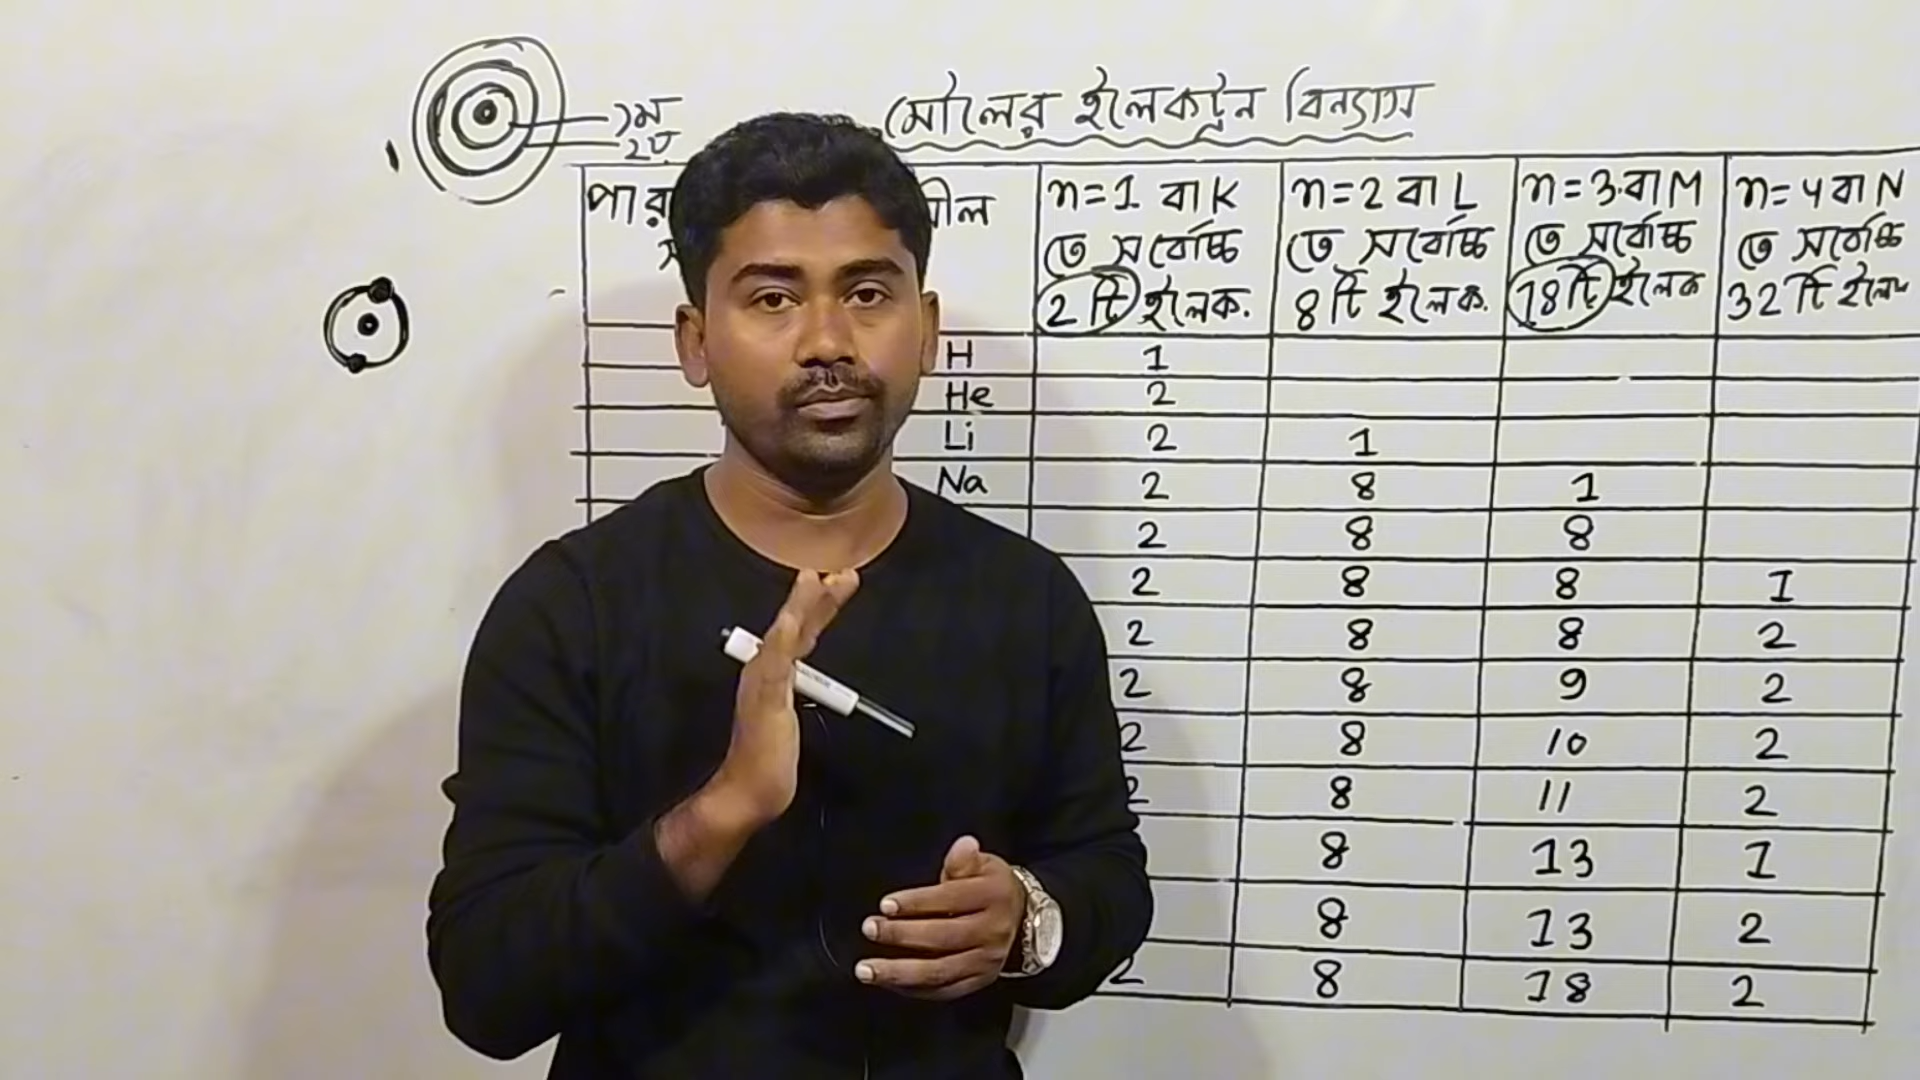 ১ম
২য়
মৌলের ইলেকট্রন বিন্যাস
n=1 বা K n=2 বা L n=3 বা M n=4 বা N
তে সর্বোচ্চ তে সর্বোচ্চ তে সর্বোচ্চ তে সর্বোচ্চ
2 টি ইলেক. 8 টি ইলেক. 18 টি ইলেক 32 টি ইলে
H 1
He 2
Li 2 1
Na 2 8 1
2 8 8
2 8 8 1
2 8 8 2
2 8 9 2
2 8 10 2
2 8 11 2
8 13 1
8 13 2
2 8 18 2